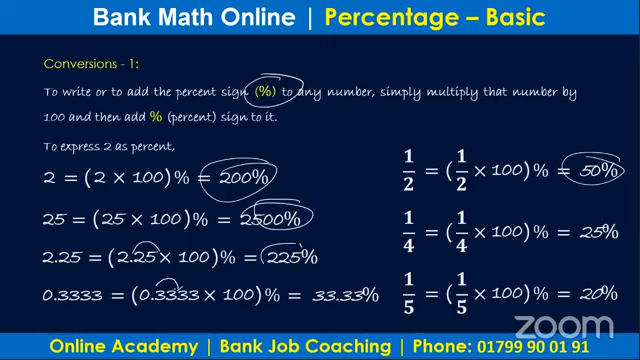 Bank Math Online | Percentage – Basic
Conversions - 1:
To write or to add the percent sign (%) to any number, simply multiply that number by
100 and then add % (percent) sign to it.
To express 2 as percent,
2 = (2 × 100)% = 200%
25 = (25 × 100)% = 2500%
2.25 = (2.25 × 100)% = 225%
0.3333 = (0.3333 × 100)% = 33.33%
1/2 = (1/2 × 100)% = 50%
1/4 = (1/4 × 100)% = 25%
1/5 = (1/5 × 100)% = 20%
zoom
Online Academy | Bank Job Coaching | Phone: 01799 90 01 91